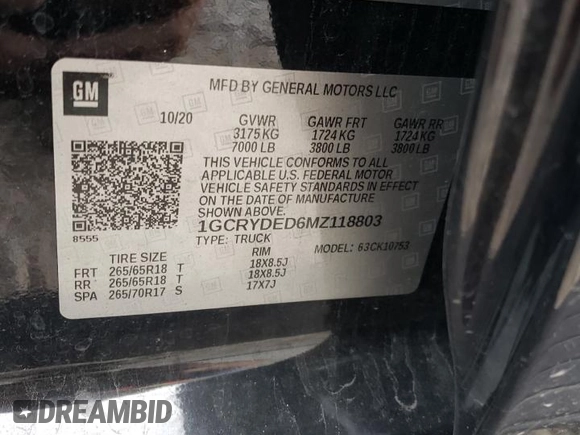 GM
MFD BY GENERAL MOTORS LLC
10/20 GVWR GAWR FRT GAWR RR
3175 KG 1724 KG 1724 KG
7000 LB 3800 LB 3800 LB
THIS VEHICLE CONFORMS TO ALL
APPLICABLE U.S. FEDERAL MOTOR
VEHICLE SAFETY STANDARDS IN EFFECT
ON THE DATE OF MANUFACTURE
SHOWN ABOVE.
8555
1GCRYDED6MZ118803
TYPE: TRUCK MODEL: 63CK10753
TIRE SIZE RIM
FRT 265/65R18 T 18X8.5J
RR 265/65R18 T 18X8.5J
SPA 265/70R17 S 17X7J
DREAMBID